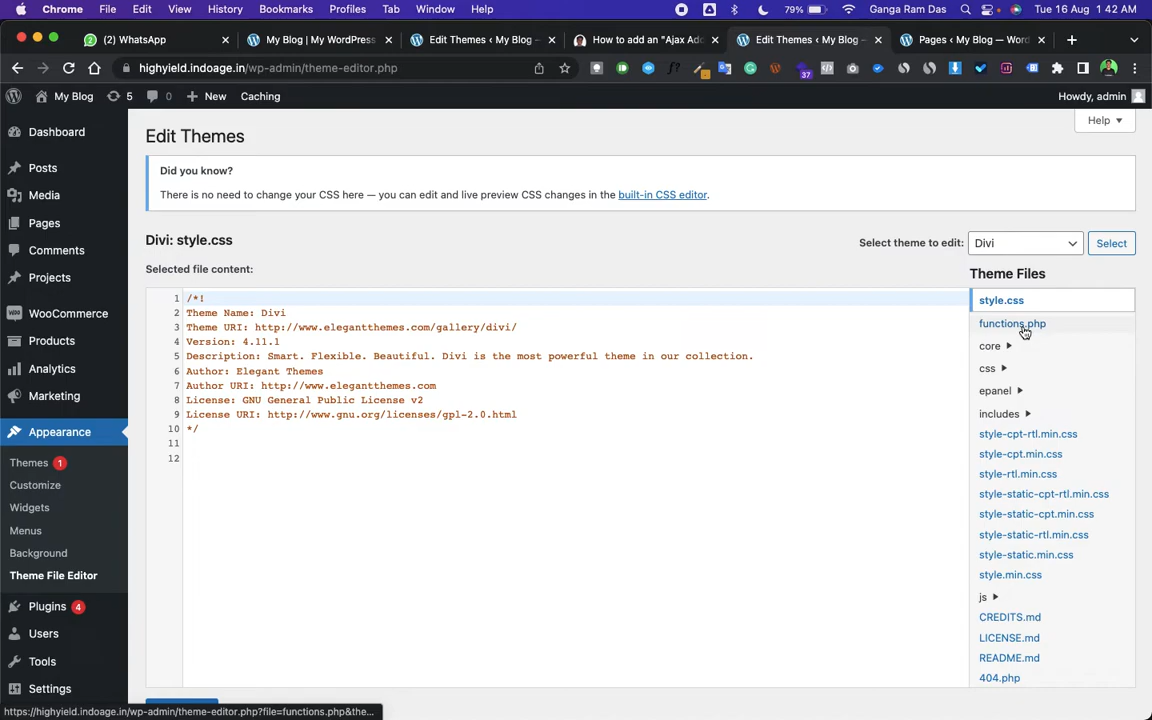 Chrome File Edit View History Bookmarks Profiles Tab Window Help 79% Ganga Ram Das Tue 16 Aug 1:42 AM
(2) WhatsApp My Blog | My WordPress Edit Themes ‹ My Blog – How to add an "Ajax Ad Edit Themes ‹ My Blog – Pages ‹ My Blog — Word
highyield.indoage.in/wp-admin/theme-editor.php 37
My Blog 5 0 New Caching Howdy, admin
Help
Edit Themes
Did you know?
There is no need to change your CSS here — you can edit and live preview CSS changes in the built-in CSS editor.
Divi: style.css
Select theme to edit: Divi Select
Selected file content:
Theme Files
Dashboard
Posts
Media
Pages
Comments
Projects
WooCommerce
Products
Analytics
Marketing
Appearance
Themes 1
Customize
Widgets
Menus
Background
Theme File Editor
Plugins 4
Users
Tools
Settings
1 /*!
2 Theme Name: Divi
3 Theme URI: http://www.elegantthemes.com/gallery/divi/
4 Version: 4.11.1
5 Description: Smart. Flexible. Beautiful. Divi is the most powerful theme in our collection.
6 Author: Elegant Themes
7 Author URI: http://www.elegantthemes.com
8 License: GNU General Public License v2
9 License URI: http://www.gnu.org/licenses/gpl-2.0.html
10 */
11
12
style.css
functions.php
core
css
epanel
includes
style-cpt-rtl.min.css
style-cpt.min.css
style-rtl.min.css
style-static-cpt-rtl.min.css
style-static-cpt.min.css
style-static-rtl.min.css
style-static.min.css
style.min.css
js
CREDITS.md
LICENSE.md
README.md
404.php
https://highyield.indoage.in/wp-admin/theme-editor.php?file=functions.php&the...